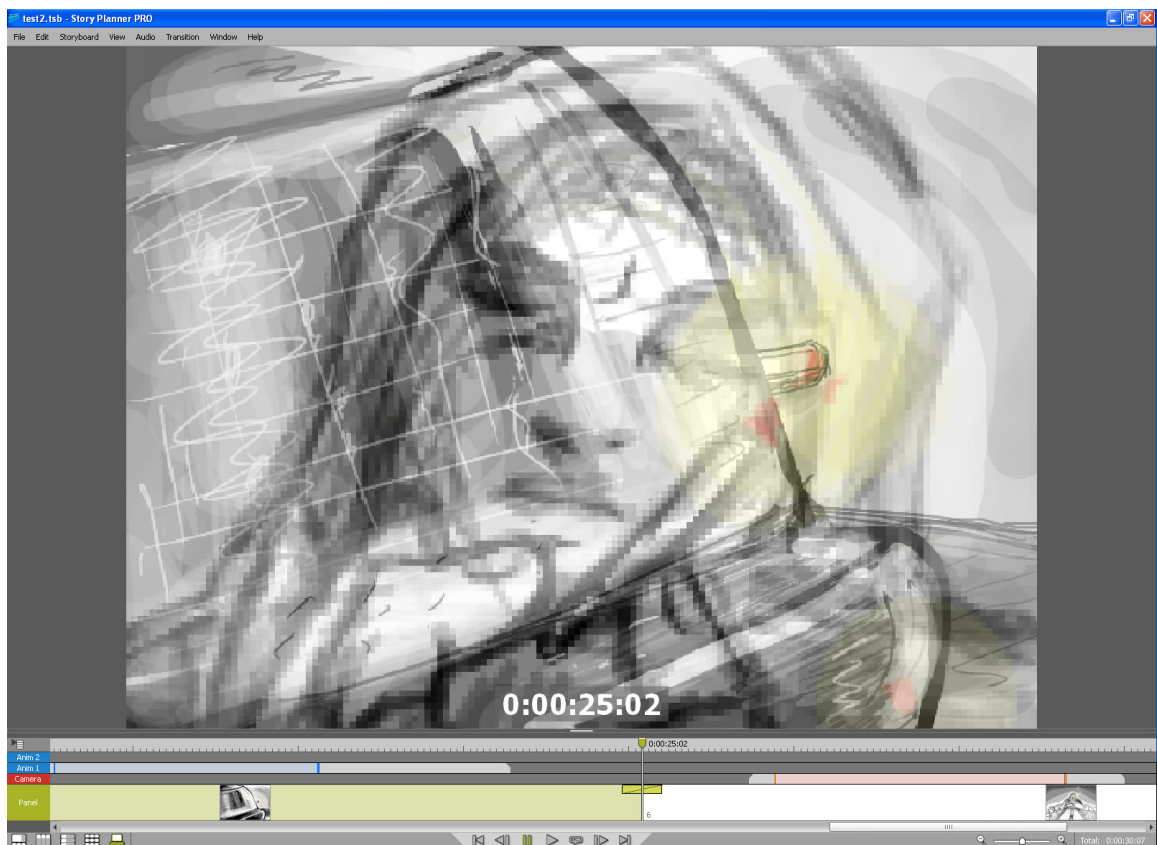 test2.tsb - Story Planner PRO
File Edit Storyboard View Audio Transition Window Help
0:00:25:02
0:00:25:02
Anim 2
Anim 1
Camera
Panel
6
Total: 0:00:30:07